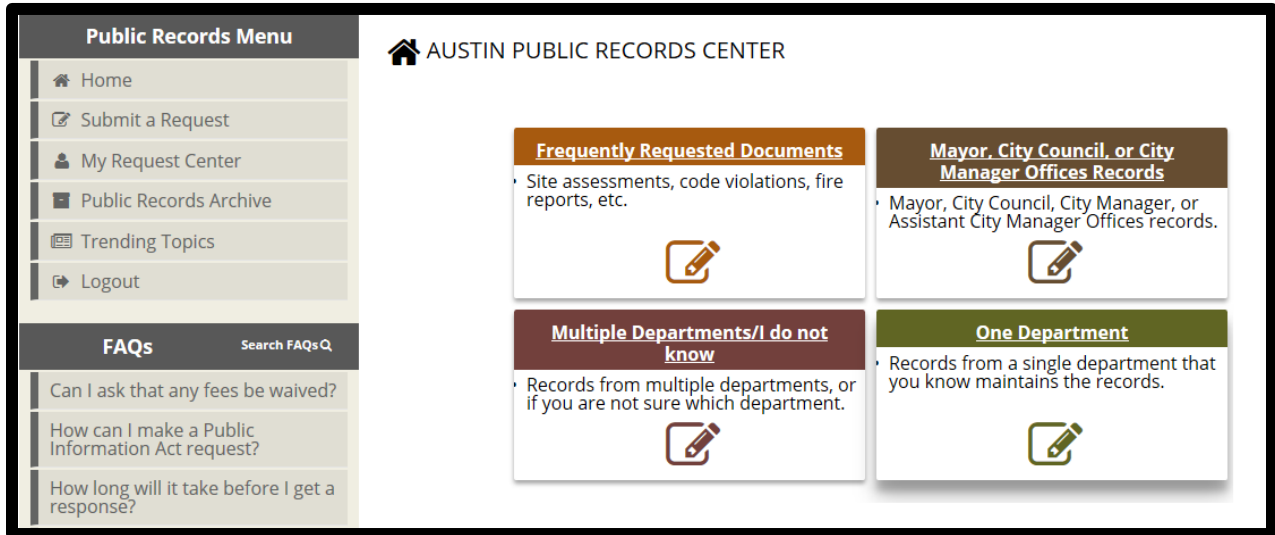 Public Records Menu
Home
Submit a Request
My Request Center
Public Records Archive
Trending Topics
Logout
FAQs
Search FAQs
Can I ask that any fees be waived?
How can I make a Public
Information Act request?
How long will it take before I get a
response?
AUSTIN PUBLIC RECORDS CENTER
Frequently Requested Documents
• Site assessments, code violations, fire
reports, etc.
Mayor, City Council, or City
Manager Offices Records
• Mayor, City Council, City Manager, or
Assistant City Manager Offices records.
Multiple Departments/I do not
know
• Records from multiple departments, or
if you are not sure which department.
One Department
• Records from a single department that
you know maintains the records.